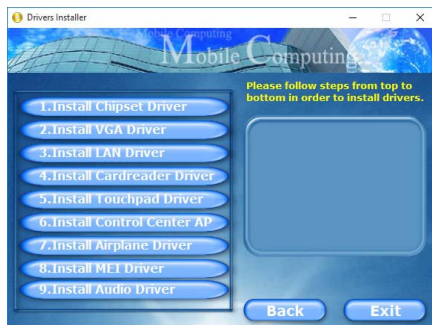 Drivers Installer
Mobile Computing
Mobile Computing
Please follow steps from top to
bottom in order to install drivers.
1.Install Chipset Driver
2.Install VGA Driver
3.Install LAN Driver
4.Install Cardreader Driver
5.Install Touchpad Driver
6.Install Control Center AP
7.Install Airplane Driver
8.Install MEI Driver
9.Install Audio Driver
Back
Exit